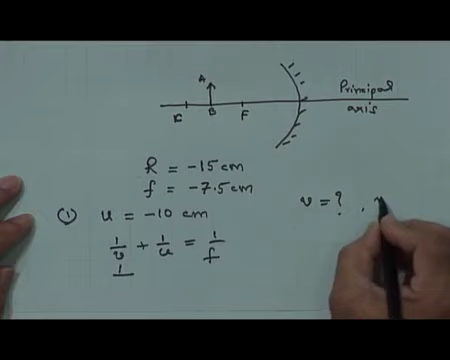 A
Principal
axis
C B F
R = -15 cm
f = -7.5 cm
① u = -10 cm
v = ? ,
1/v + 1/u = 1/f
1